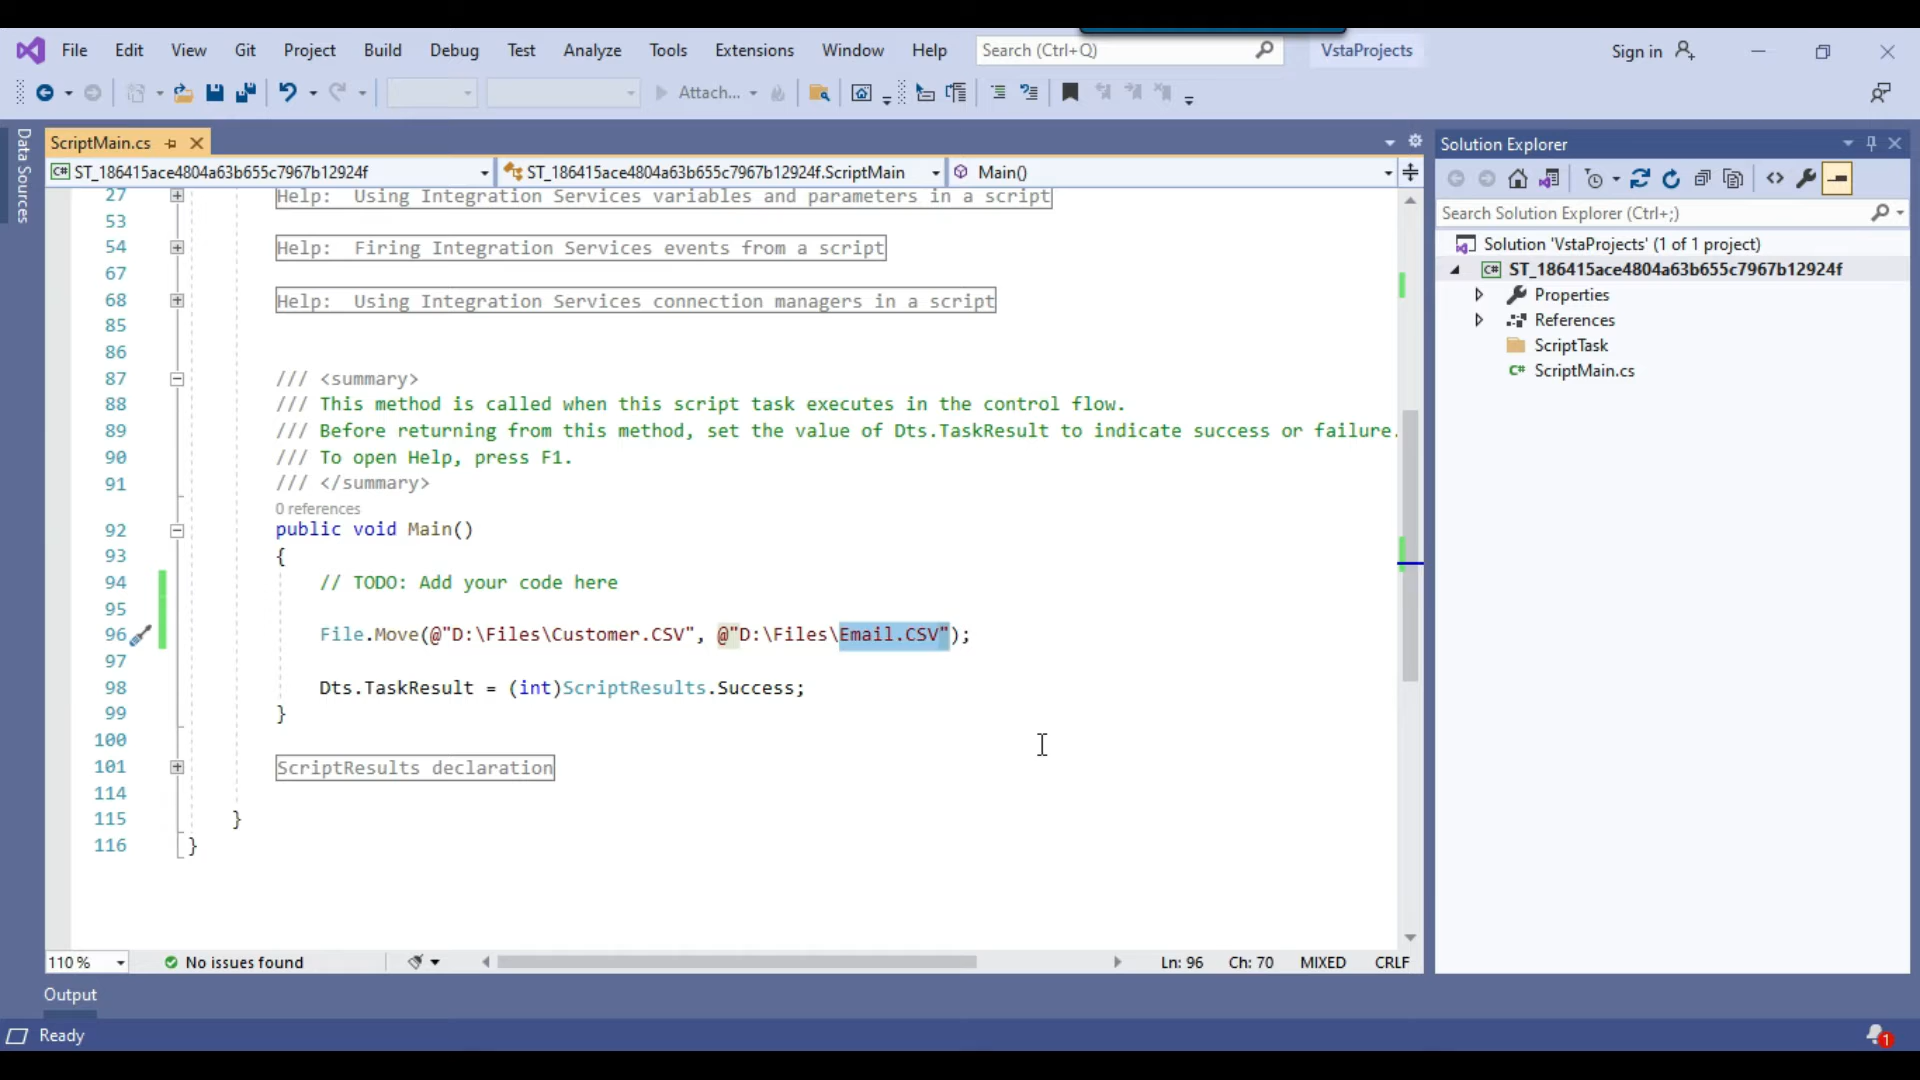 File Edit View Git Project Build Debug Test Analyze Tools Extensions Window Help Search (Ctrl+Q) VstaProjects Sign in
Attach...
Data Sources
ScriptMain.cs
C# ST_186415ace4804a63b655c7967b12924f ST_186415ace4804a63b655c7967b12924f.ScriptMain Main()
27 Help: Using Integration Services variables and parameters in a script
53
54 Help: Firing Integration Services events from a script
67
68 Help: Using Integration Services connection managers in a script
85
86
87 /// <summary>
88 /// This method is called when this script task executes in the control flow.
89 /// Before returning from this method, set the value of Dts.TaskResult to indicate success or failure.
90 /// To open Help, press F1.
91 /// </summary>
0 references
92 public void Main()
93 {
94 // TODO: Add your code here
95
96 File.Move(@"D:\Files\Customer.CSV", @"D:\Files\Email.CSV");
97
98 Dts.TaskResult = (int)ScriptResults.Success;
99 }
100
101 ScriptResults declaration
114
115 }
116 }
110 % No issues found Ln: 96 Ch: 70 MIXED CRLF
Solution Explorer
Search Solution Explorer (Ctrl+;)
Solution 'VstaProjects' (1 of 1 project)
C# ST_186415ace4804a63b655c7967b12924f
Properties
References
ScriptTask
C# ScriptMain.cs
Output
Ready
1